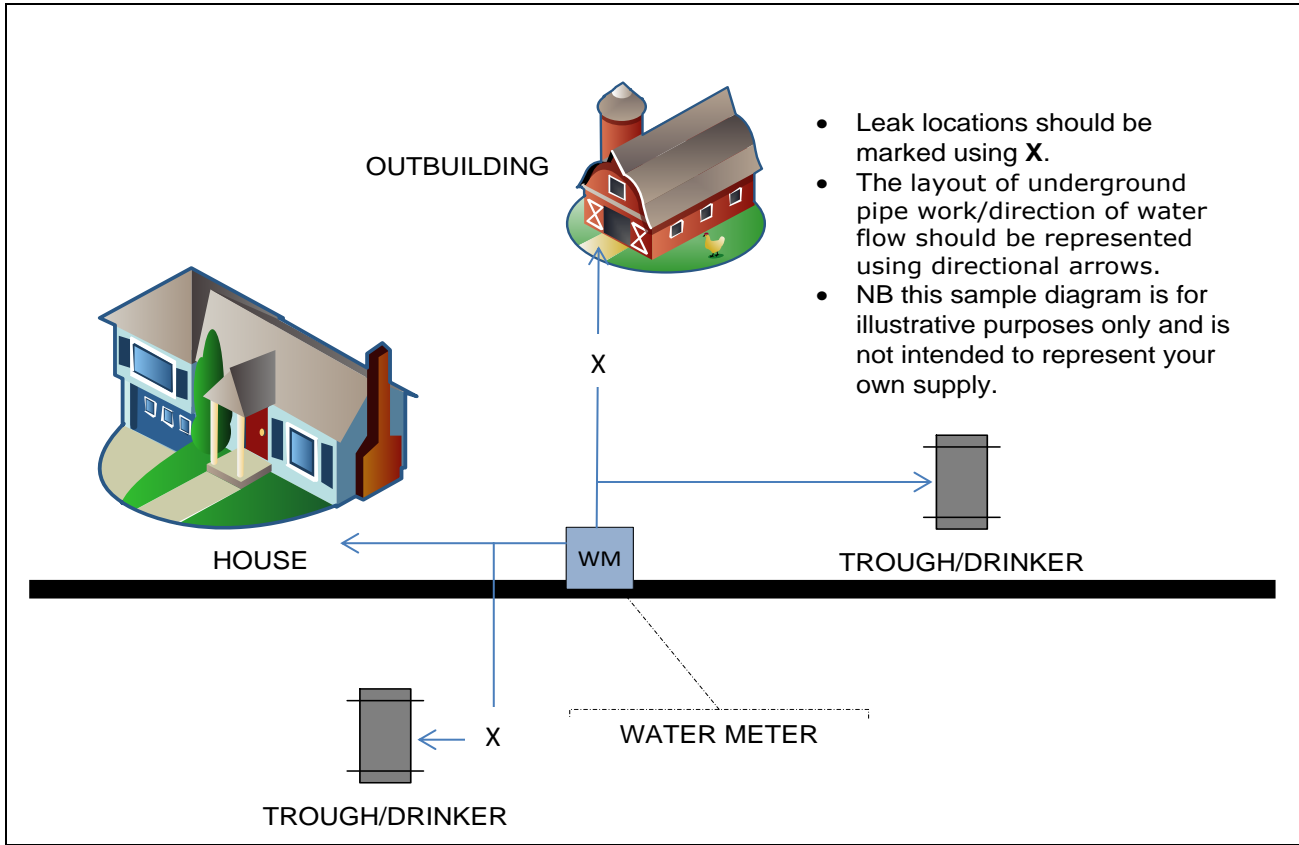 OUTBUILDING
• Leak locations should be
marked using X.
• The layout of underground
pipe work/direction of water
flow should be represented
using directional arrows.
• NB this sample diagram is for
illustrative purposes only and is
not intended to represent your
own supply.
X
HOUSE
WM
TROUGH/DRINKER
X
WATER METER
TROUGH/DRINKER